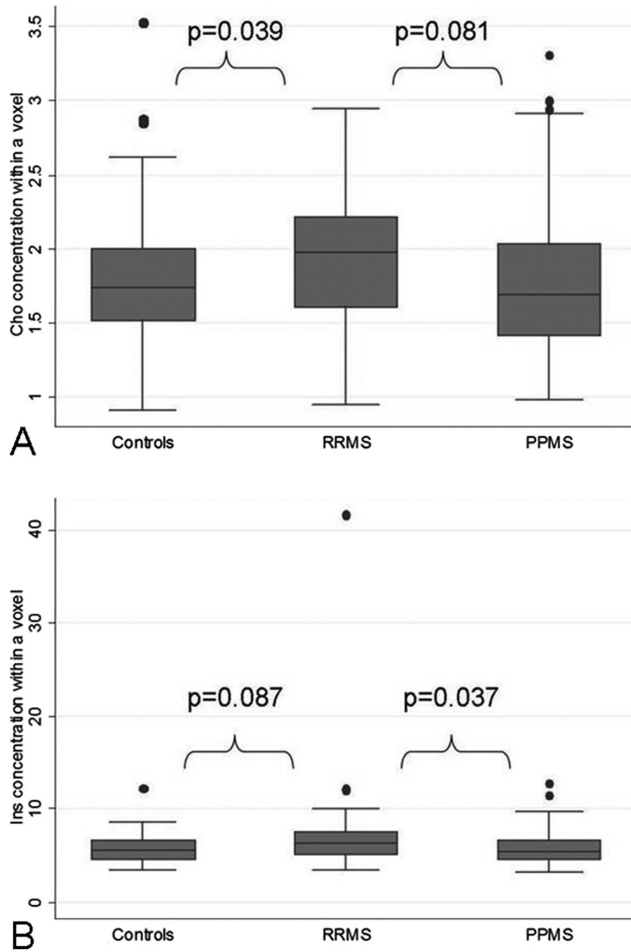 3.5
3
2.5
2
1.5
1
Cho concentration within a voxel
p=0.039 p=0.081
A
Controls RRMS PPMS
40
30
20
10
0
Ins concentration within a voxel
p=0.087 p=0.037
B
Controls RRMS PPMS